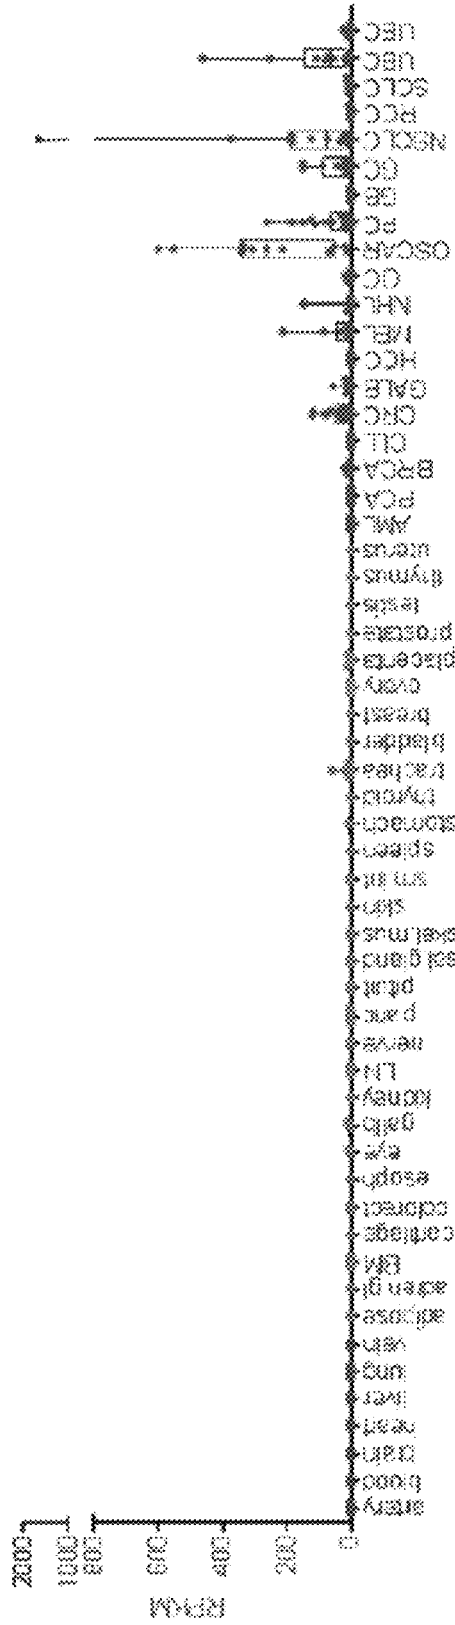 RPKM
2000
1000
800
600
400
200
0
artery
blood
brain
heart
liver
lung
vein
adipose
adren gl
BM
cartilage
colorect
esoph
eye
gallb
kidney
LN
nerve
panc
pituit
sal gland
skel.mus
skin
sm.int
spleen
stomach
thyroid
trachea
bladder
breast
ovary
placenta
prostate
testis
thymus
uterus
AML
PCA
BRCA
CLL
CRC
GALB
HCC
MEL
NHL
OC
OSCAR
PC
GB
GC
NSCLC
RCC
SCLC
UBC
UEC